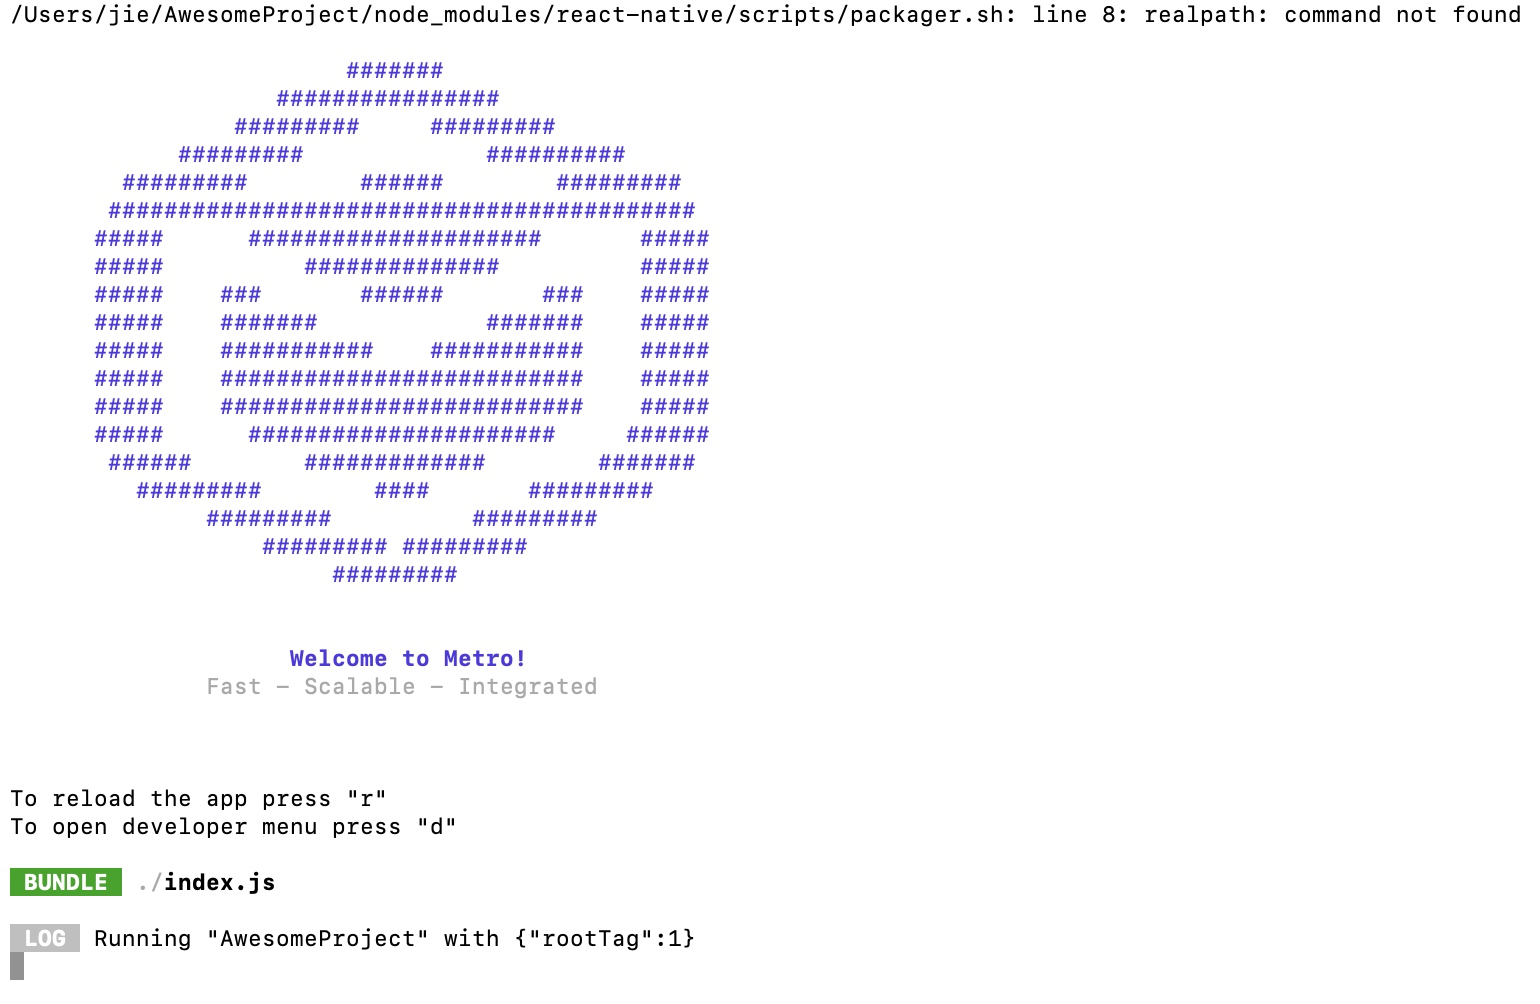 /Users/jie/AwesomeProject/node_modules/react-native/scripts/packager.sh: line 8: realpath: command not found
#######
################
#########     #########
#########             ##########
#########        ######        #########
##########################################
#####      #####################       #####
#####          ##############          #####
#####    ###       ######       ###    #####
#####    #######            #######    #####
#####    ###########    ###########    #####
#####    ##########################    #####
#####    ##########################    #####
#####      ######################     ######
######        #############        #######
#########        ####       #########
#########          #########
######### #########
#########
Welcome to Metro!
Fast - Scalable - Integrated
To reload the app press "r"
To open developer menu press "d"
BUNDLE ./index.js
LOG Running "AwesomeProject" with {"rootTag":1}